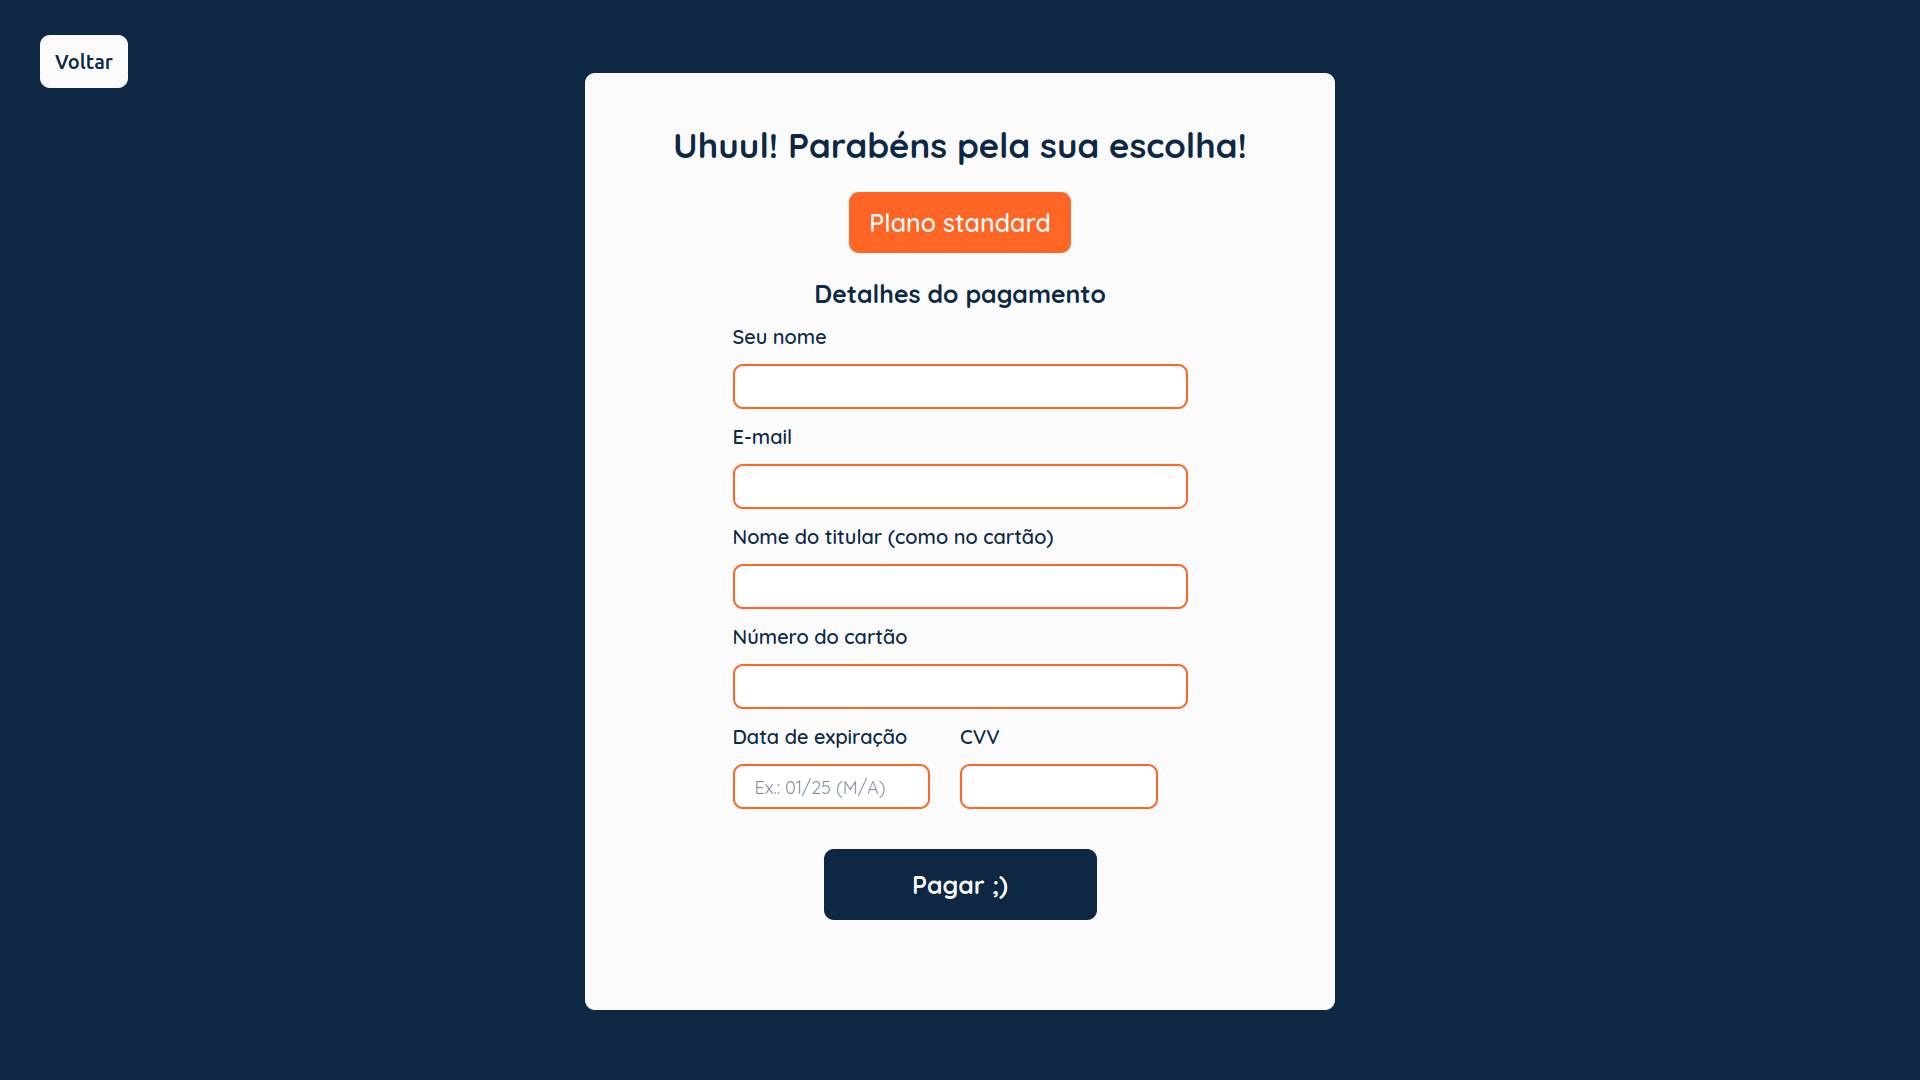 Voltar
Uhuul! Parabéns pela sua escolha!
Plano standard
Detalhes do pagamento
Seu nome
E-mail
Nome do titular (como no cartão)
Número do cartão
Data de expiração CVV
Ex.: 01/25 (M/A)
Pagar ;)